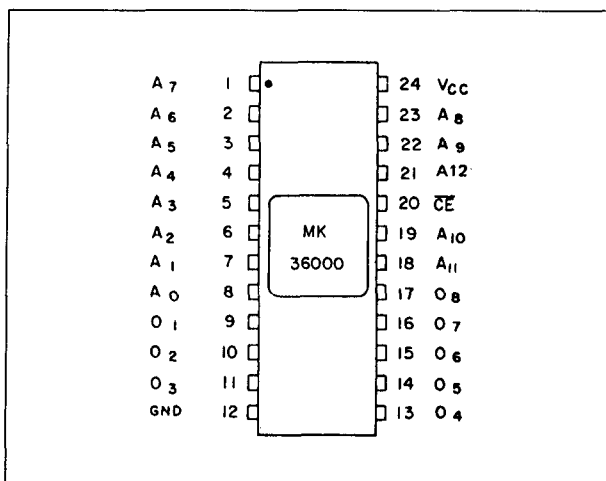 A7 1 24 VCC
A6 2 23 A8
A5 3 22 A9
A4 4 21 A12
A3 5 20 C̅E̅
A2 6 MK 19 A10
A1 7 36000 18 A11
A0 8 17 O8
O1 9 16 O7
O2 10 15 O6
O3 11 14 O5
GND 12 13 O4